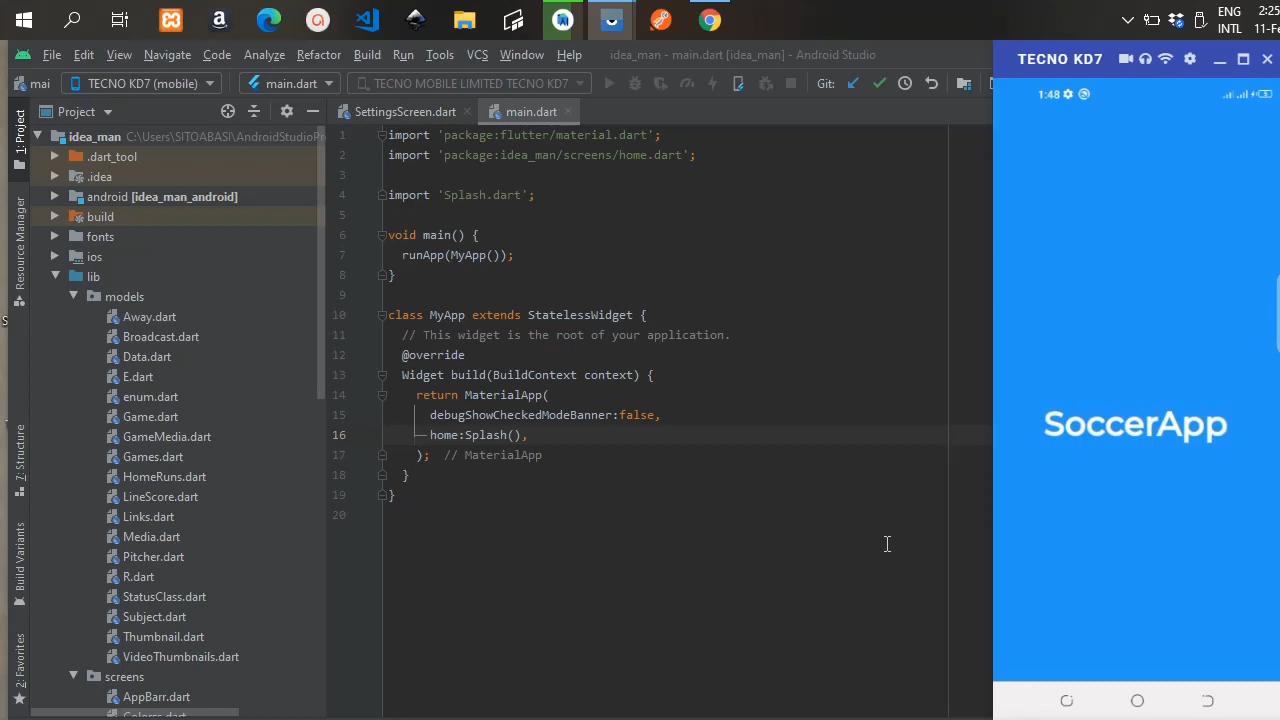 ENG
INTL
2:25
11-Fe
File Edit View Navigate Code Analyze Refactor Build Run Tools VCS Window Help idea_man - main.dart [idea_man] - Android Studio
mai TECNO KD7 (mobile) main.dart TECNO MOBILE LIMITED TECNO KD7 Git:
Project SettingsScreen.dart main.dart
1: Project
Resource Manager
7: Structure
Build Variants
2: Favorites
idea_man C:\Users\SITOABASI\AndroidStudioPr
.dart_tool
.idea
android [idea_man_android]
build
fonts
ios
lib
models
Away.dart
Broadcast.dart
Data.dart
E.dart
enum.dart
Game.dart
GameMedia.dart
Games.dart
HomeRuns.dart
LineScore.dart
Links.dart
Media.dart
Pitcher.dart
R.dart
StatusClass.dart
Subject.dart
Thumbnail.dart
VideoThumbnails.dart
screens
AppBarr.dart
1 import 'package:flutter/material.dart';
2 import 'package:idea_man/screens/home.dart';
3
4 import 'Splash.dart';
5
6 void main() {
7 runApp(MyApp());
8 }
9
10 class MyApp extends StatelessWidget {
11 // This widget is the root of your application.
12 @override
13 Widget build(BuildContext context) {
14 return MaterialApp(
15 debugShowCheckedModeBanner:false,
16 home:Splash(),
17 ); // MaterialApp
18 }
19 }
20
TECNO KD7
1:48
SoccerApp